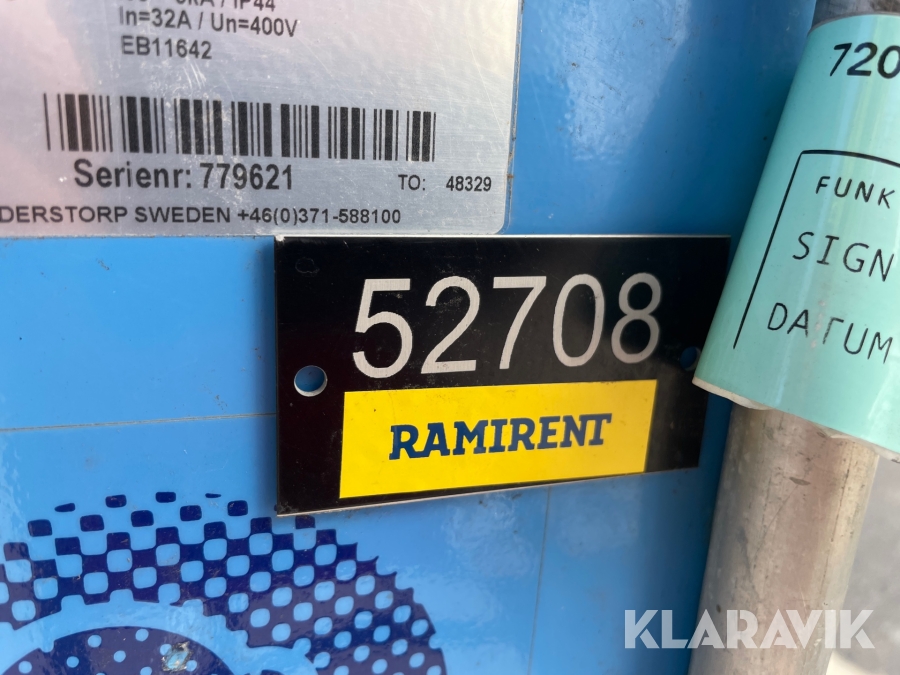 In=32A / Un=400V
EB11642
Serienr: 779621
TO: 48329
DERSTORP SWEDEN +46(0)371-588100
52708
RAMIRENT
720
FUNK
SIGN
DATUM
KLARAVIK